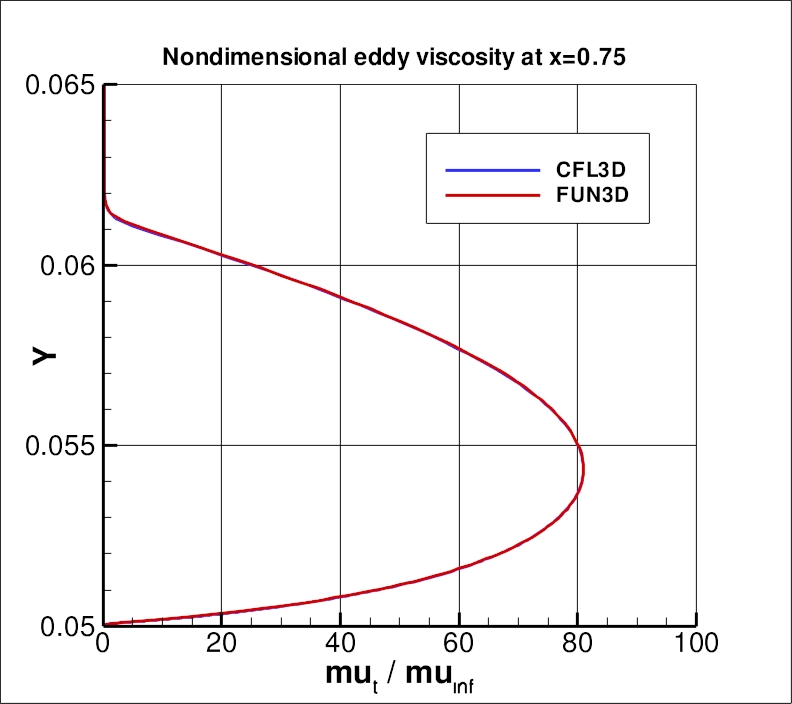 Nondimensional eddy viscosity at x=0.75
0.065
CFL3D
FUN3D
0.06
Y
0.055
0.05
0 20 40 60 80 100
mu_t / mu_inf